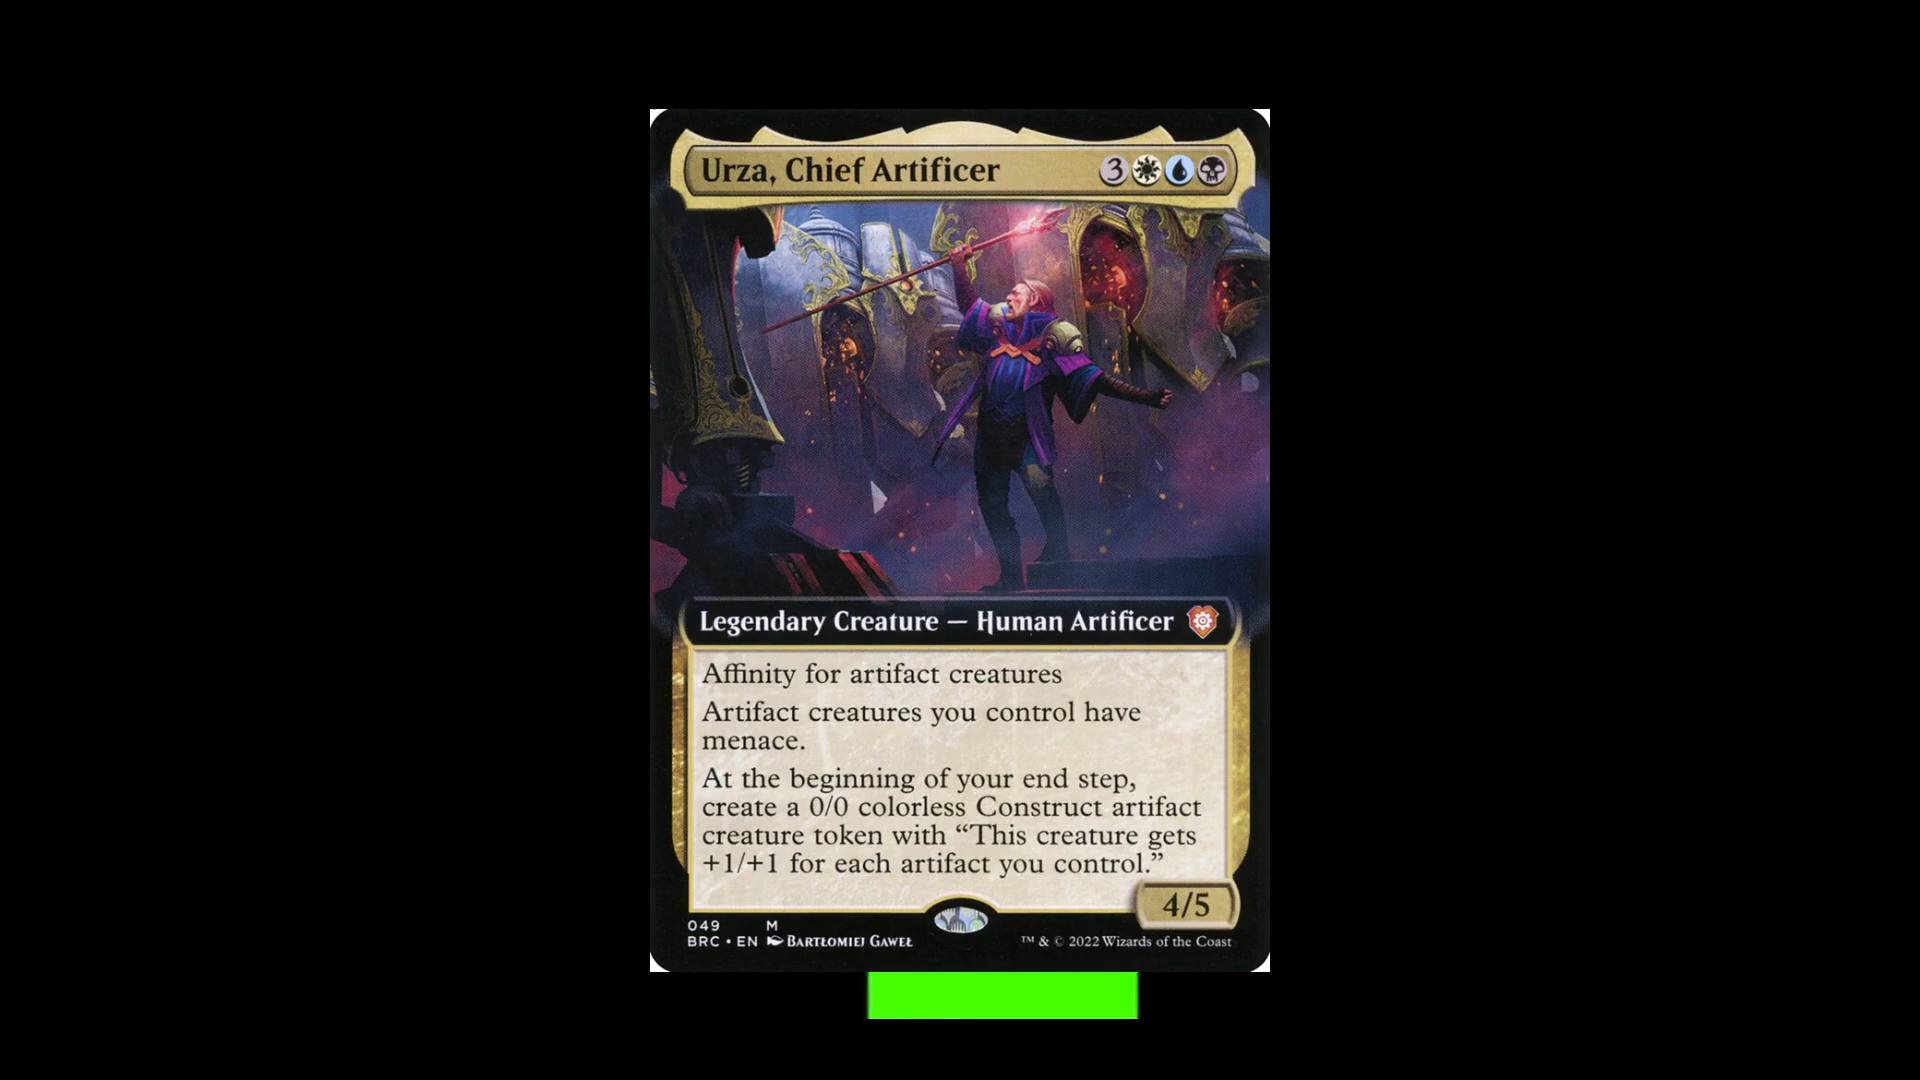 Urza, Chief Artificer 3
Legendary Creature — Human Artificer
Affinity for artifact creatures
Artifact creatures you control have
menace.
At the beginning of your end step,
create a 0/0 colorless Construct artifact
creature token with “This creature gets
+1/+1 for each artifact you control.”
4/5
049 M
BRC • EN Bartłomiej Gaweł
™ & © 2022 Wizards of the Coast